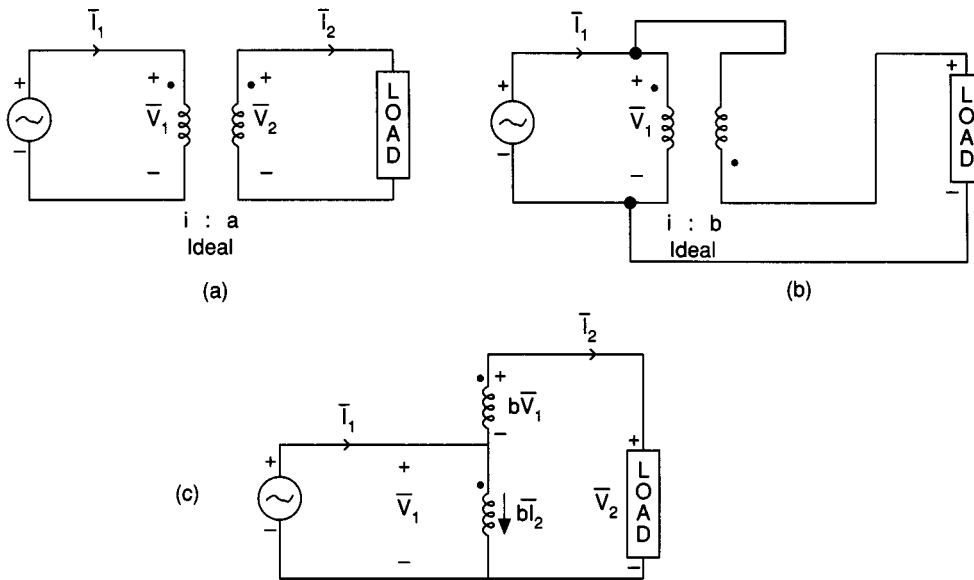 Ī₁
+
−
+
V̄₁
−
+
V̄₂
−
Ī₂
LOAD
i : a
Ideal
(a)
Ī₁
+
−
+
V̄₁
−
+
LOAD
−
i : b
Ideal
(b)
Ī₂
+
bV̄₁
−
Ī₁
+
−
+
V̄₁
−
bĪ₂
+
V̄₂
LOAD
−
(c)